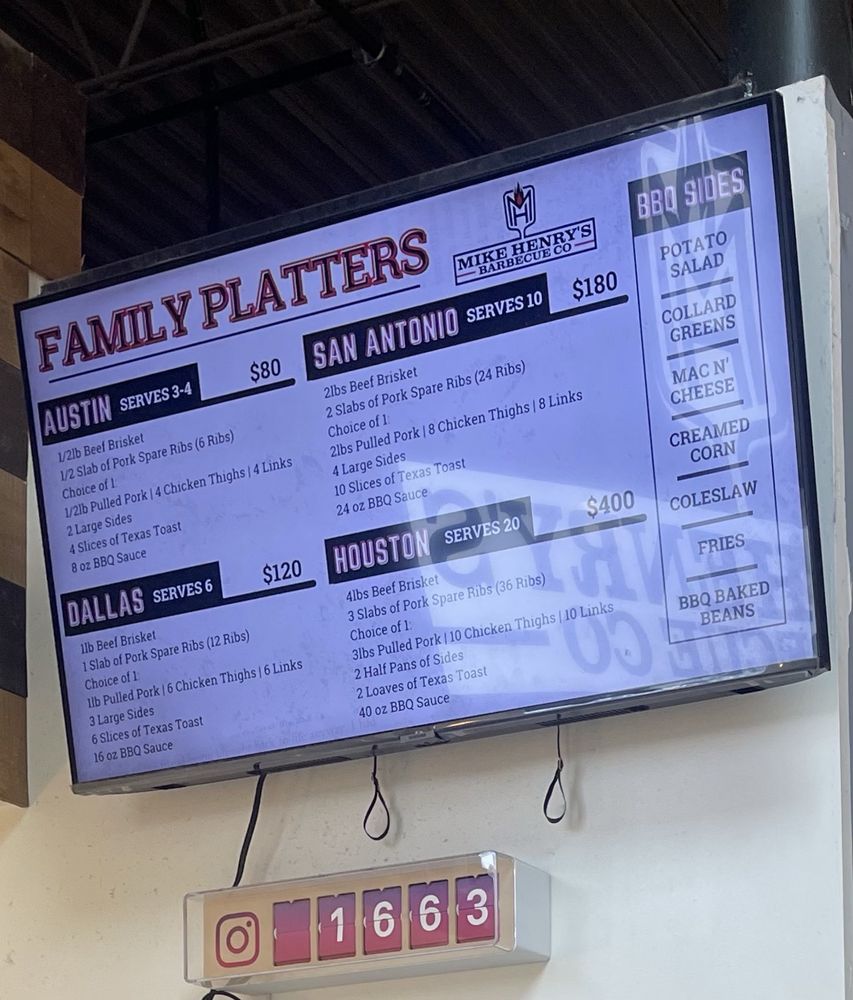 FAMILY PLATTERS
MIKE HENRY'S
BARBECUE CO
AUSTIN SERVES 3-4 $80
1/2lb Beef Brisket
1/2 Slab of Pork Spare Ribs (6 Ribs)
Choice of 1:
1/2lb Pulled Pork | 4 Chicken Thighs | 4 Links
2 Large Sides
4 Slices of Texas Toast
8 oz BBQ Sauce
DALLAS SERVES 6 $120
1lb Beef Brisket
1 Slab of Pork Spare Ribs (12 Ribs)
Choice of 1:
1lb Pulled Pork | 6 Chicken Thighs | 6 Links
3 Large Sides
6 Slices of Texas Toast
16 oz BBQ Sauce
SAN ANTONIO SERVES 10 $180
2lbs Beef Brisket
2 Slabs of Pork Spare Ribs (24 Ribs)
Choice of 1:
2lbs Pulled Pork | 8 Chicken Thighs | 8 Links
4 Large Sides
10 Slices of Texas Toast
24 oz BBQ Sauce
HOUSTON SERVES 20 $400
4lbs Beef Brisket
3 Slabs of Pork Spare Ribs (36 Ribs)
Choice of 1:
3lbs Pulled Pork | 10 Chicken Thighs | 10 Links
2 Half Pans of Sides
2 Loaves of Texas Toast
40 oz BBQ Sauce
BBQ SIDES
POTATO
SALAD
COLLARD
GREENS
MAC N'
CHEESE
CREAMED
CORN
COLESLAW
FRIES
BBQ BAKED
BEANS
1663